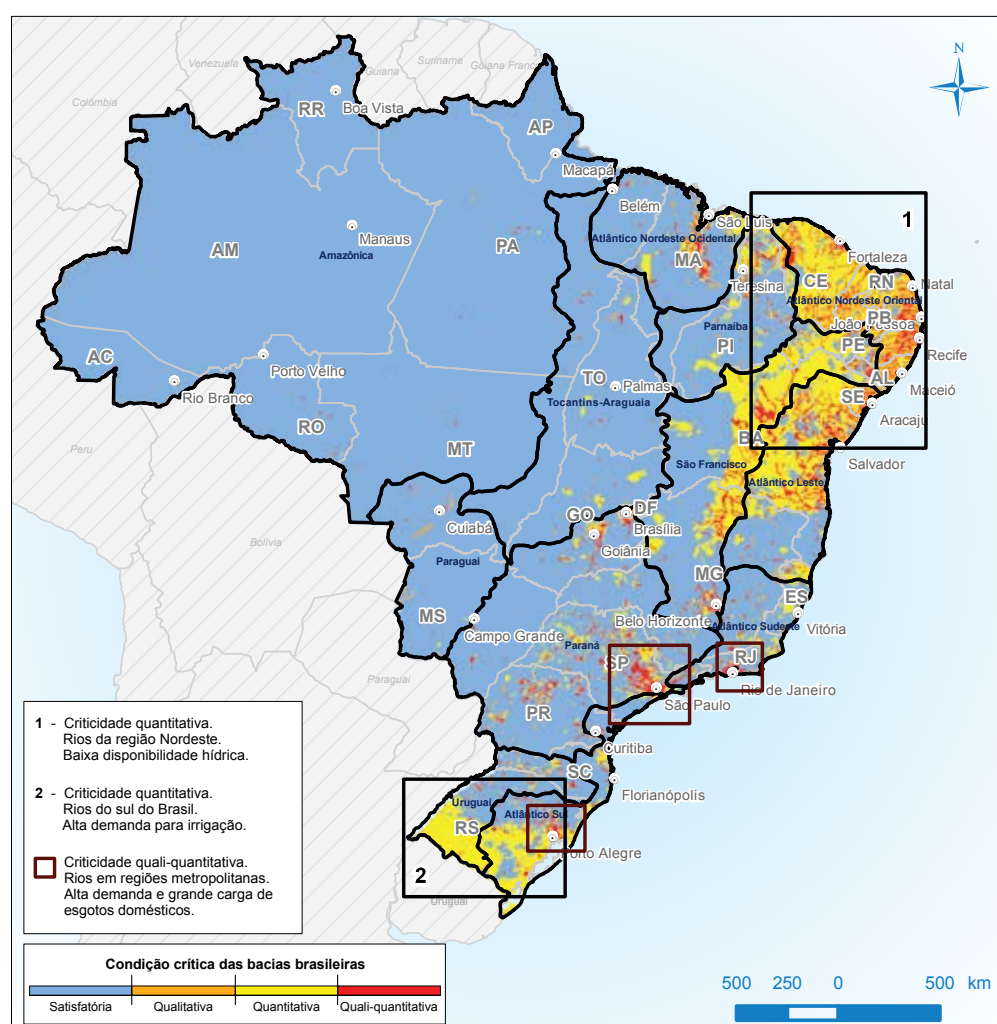 N
Venezuela
Suriname
Guiana Franc
Guiana
Colômbia
RR
Boa Vista
AP
Macapá
Belém
São Luís
1
Atlântico Nordeste Ocidental
AM
Manaus
PA
Amazônica
MA
Fortaleza
CE
RN
Natal
Teresina
Atlântico Nordeste Oriental
PB
João Pessoa
Parnaíba
PI
PE
Recife
AC
Porto Velho
Rio Branco
TO
Palmas
AL
Maceió
Tocantins-Araguaia
SE
Aracaju
RO
MT
BA
Salvador
São Francisco
Atlântico Leste
Peru
GO
DF
Brasília
Cuiabá
Goiânia
Bolívia
Paraguai
MG
MS
ES
Belo Horizonte
Atlântico Sudeste
Vitória
Campo Grande
Paraná
SP
RJ
Rio de Janeiro
Paraguai
São Paulo
PR
Curitiba
SC
Florianópolis
Uruguai
Atlântico Sul
RS
Porto Alegre
2
Uruguai
1 - Criticidade quantitativa.
Rios da região Nordeste.
Baixa disponibilidade hídrica.
2 - Criticidade quantitativa.
Rios do sul do Brasil.
Alta demanda para irrigação.
Criticidade quali-quantitativa.
Rios em regiões metropolitanas.
Alta demanda e grande carga de
esgotos domésticos.
Condição crítica das bacias brasileiras
Satisfatória Qualitativa Quantitativa Quali-quantitativa
500 250 0 500 km